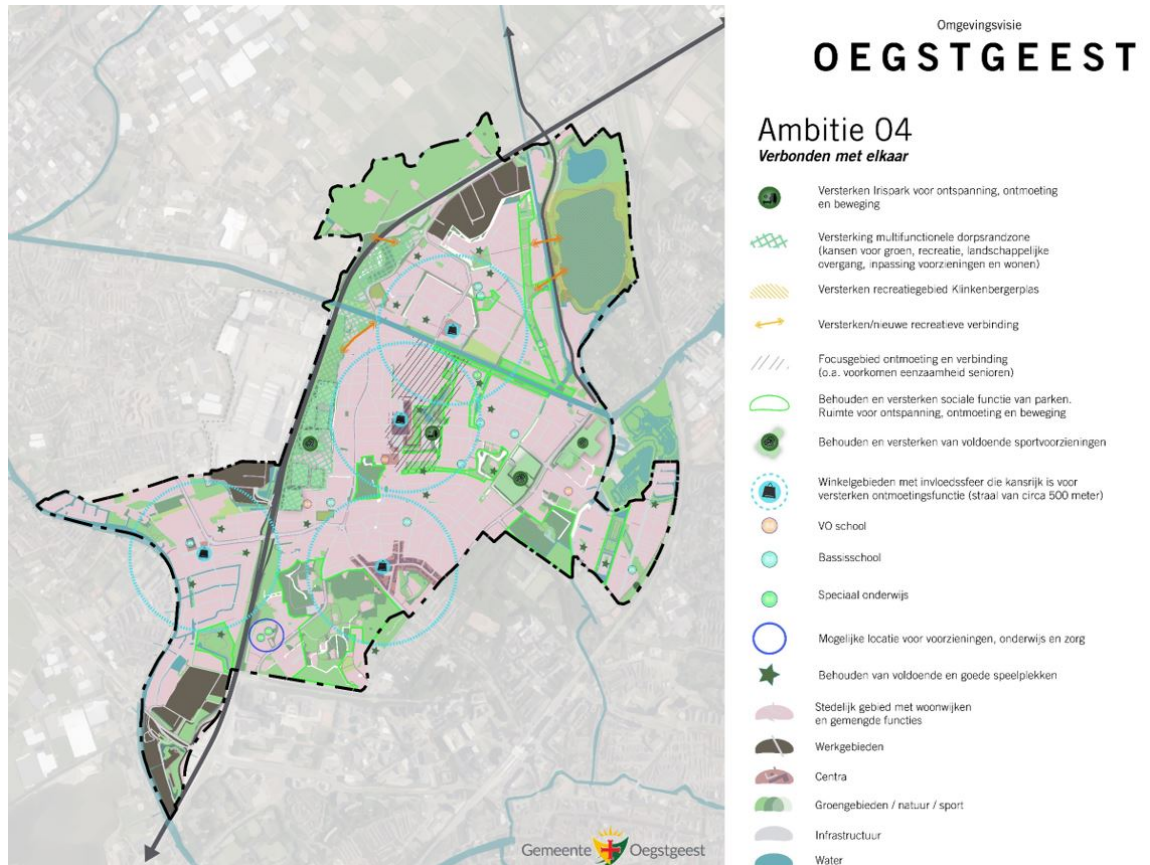 Omgevingsvisie
OEGSTGEEST
Ambitie 04
Verbonden met elkaar
Versterken Irispark voor ontspanning, ontmoeting
en beweging
Versterking multifunctionele dorpsrandzone
(kansen voor groen, recreatie, landschappelijke
overgang, inpassing voorzieningen en wonen)
Versterken recreatiegebied Klinkenbergerplas
Versterken/nieuwe recreatieve verbinding
Focusgebied ontmoeting en verbinding
(o.a. voorkomen eenzaamheid senioren)
Behouden en versterken sociale functie van parken.
Ruimte voor ontspanning, ontmoeting en beweging
Behouden en versterken van voldoende sportvoorzieningen
Winkelgebieden met invloedssfeer die kansrijk is voor
versterken ontmoetingsfunctie (straal van circa 500 meter)
VO school
Bassisschool
Speciaal onderwijs
Mogelijke locatie voor voorzieningen, onderwijs en zorg
Behouden van voldoende en goede speelplekken
Stedelijk gebied met woonwijken
en gemengde functies
Werkgebieden
Centra
Groengebieden / natuur / sport
Infrastructuur
Water
Gemeente Oegstgeest